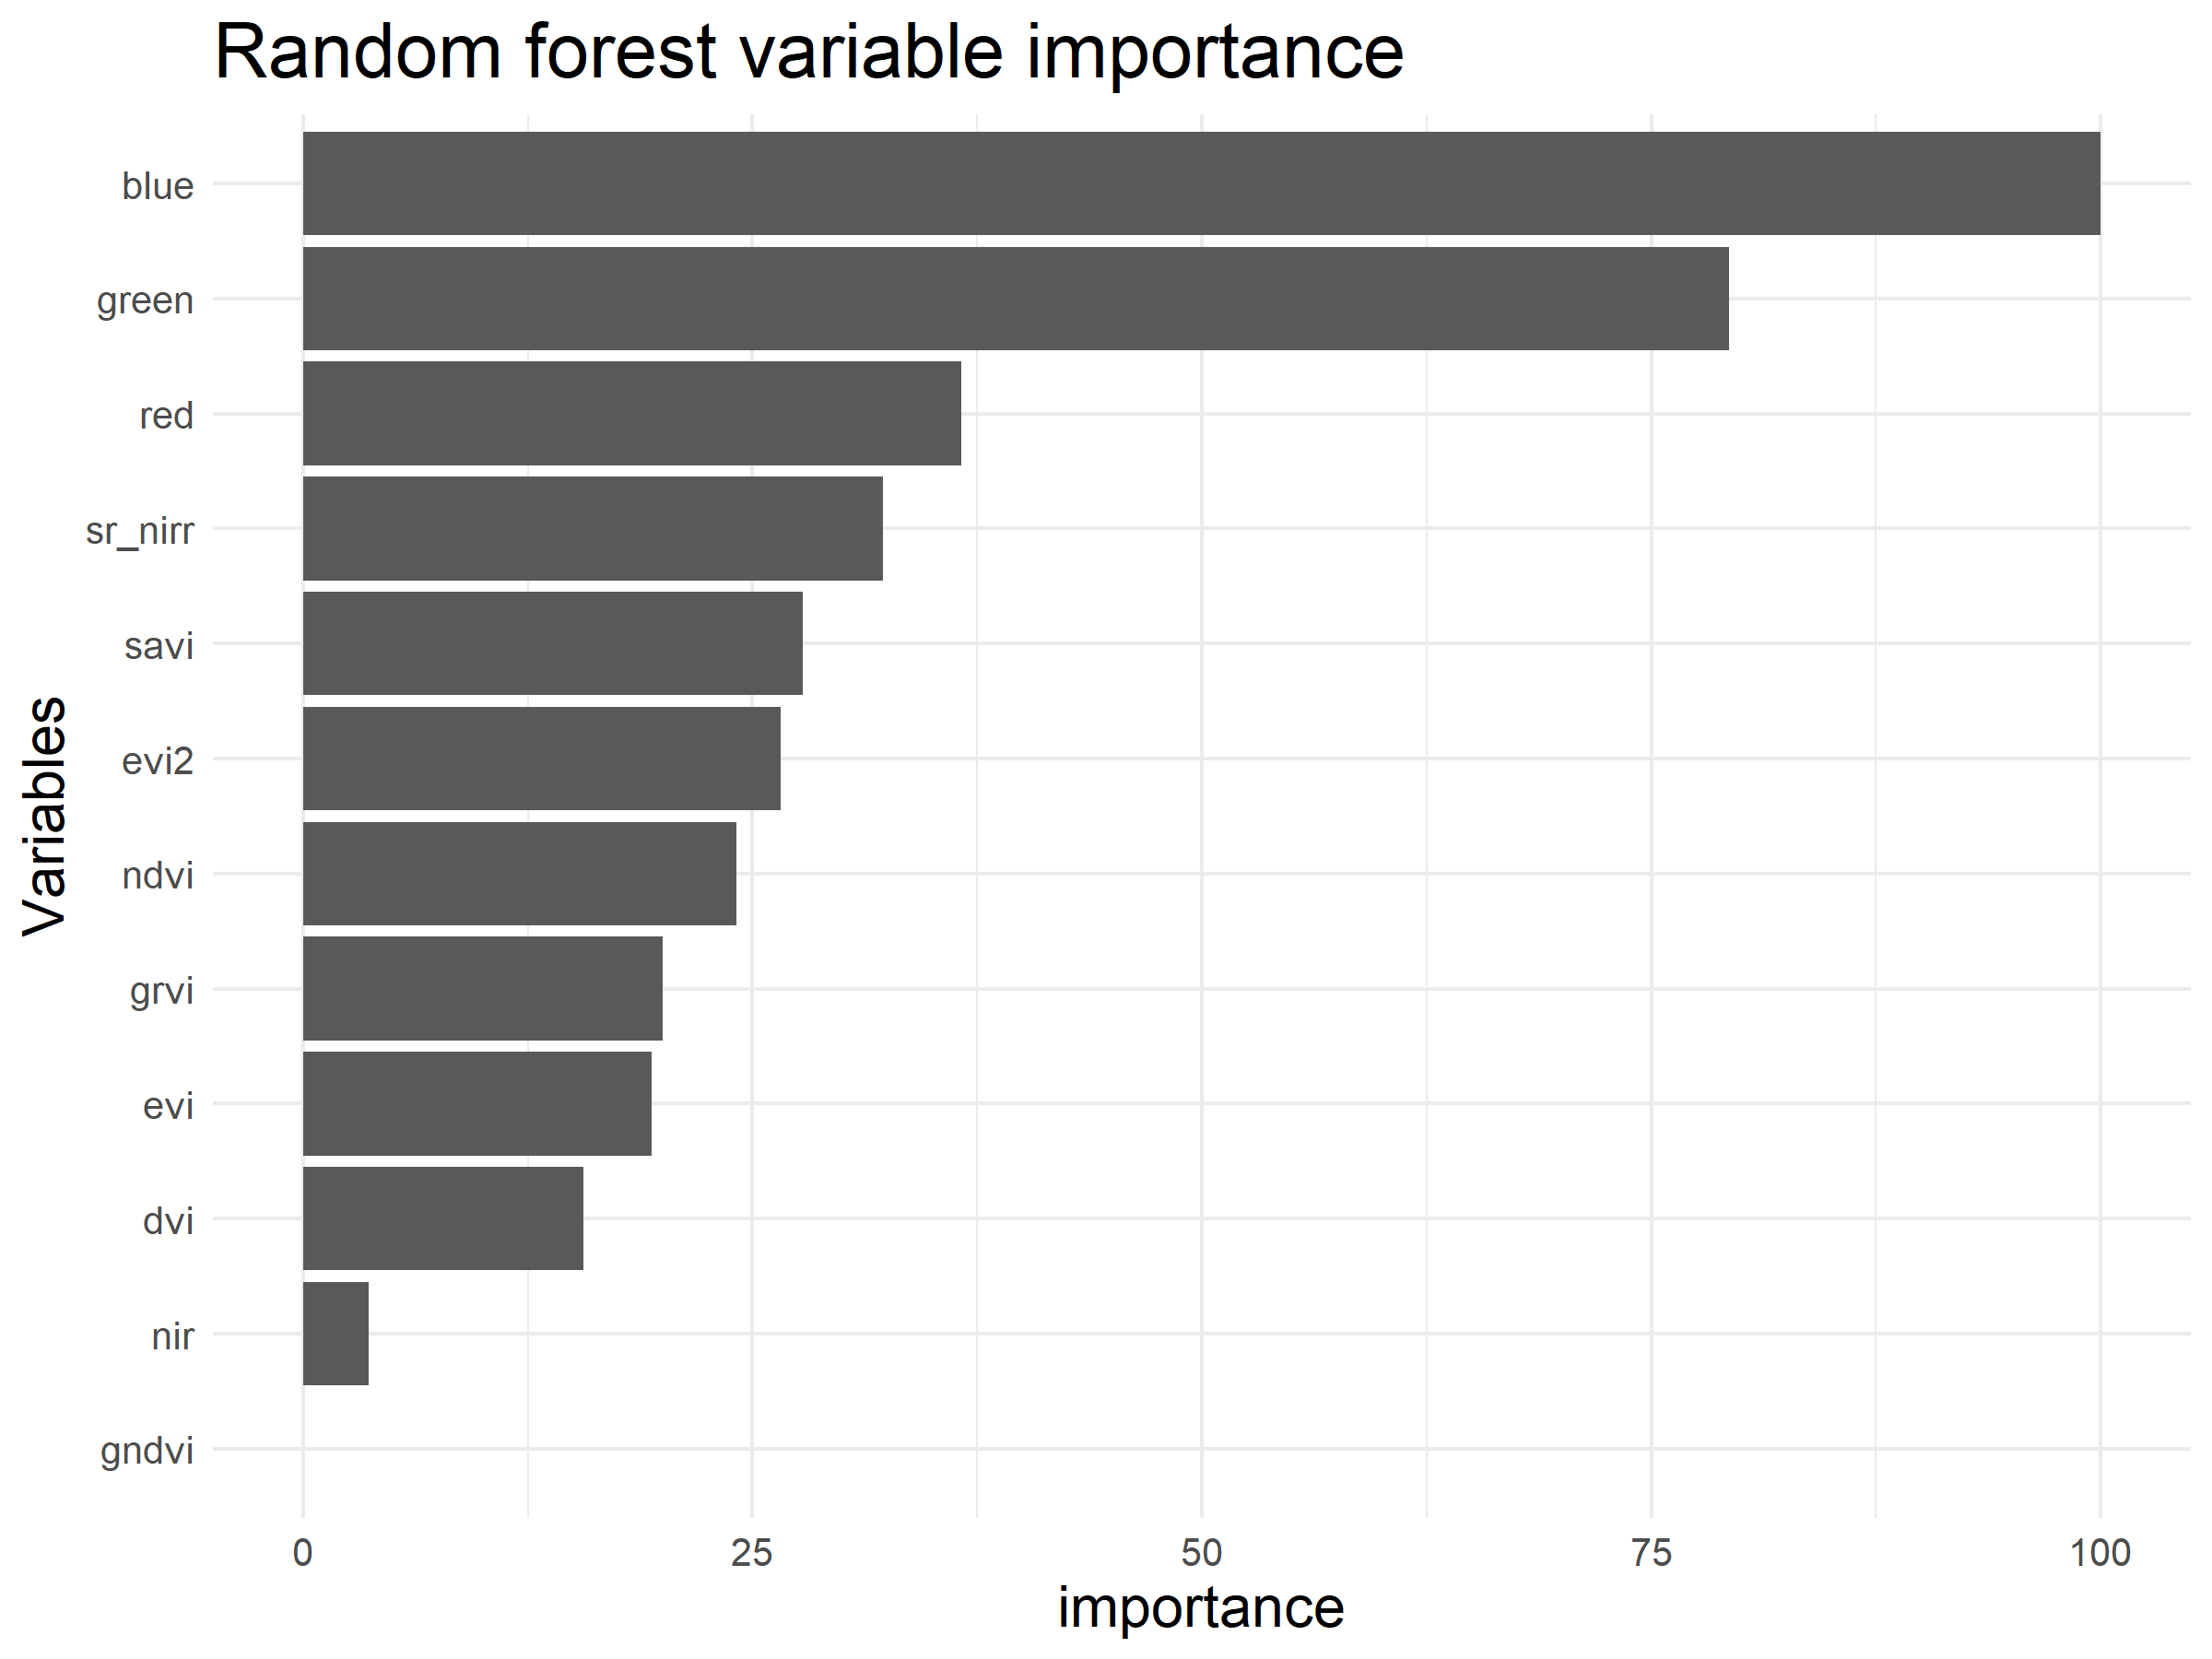 Random forest variable importance
blue
green
red
sr_nirr
savi
evi2
ndvi
grvi
evi
dvi
nir
gndvi
Variables
0 25 50 75 100
importance